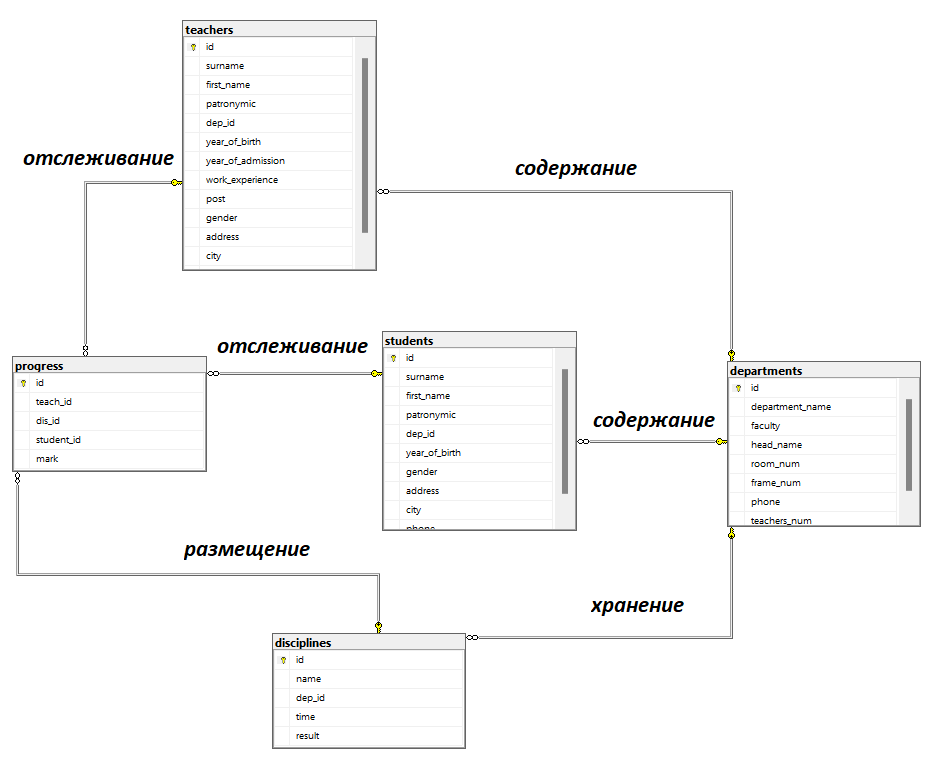 teachers
id
surname
first_name
patronymic
dep_id
year_of_birth
year_of_admission
work_experience
post
gender
address
city
отслеживание
содержание
отслеживание
students
id
surname
first_name
patronymic
dep_id
year_of_birth
gender
address
city
phone
progress
id
teach_id
dis_id
student_id
mark
содержание
departments
id
department_name
faculty
head_name
room_num
frame_num
phone
teachers_num
размещение
хранение
disciplines
id
name
dep_id
time
result